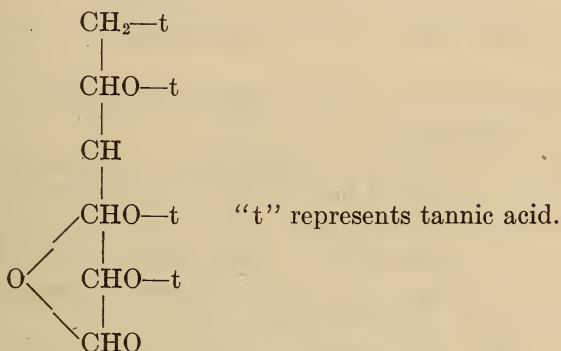 CH₂—t
CHO—t
CH
CHO—t “t” represents tannic acid.
O CHO—t
CHO